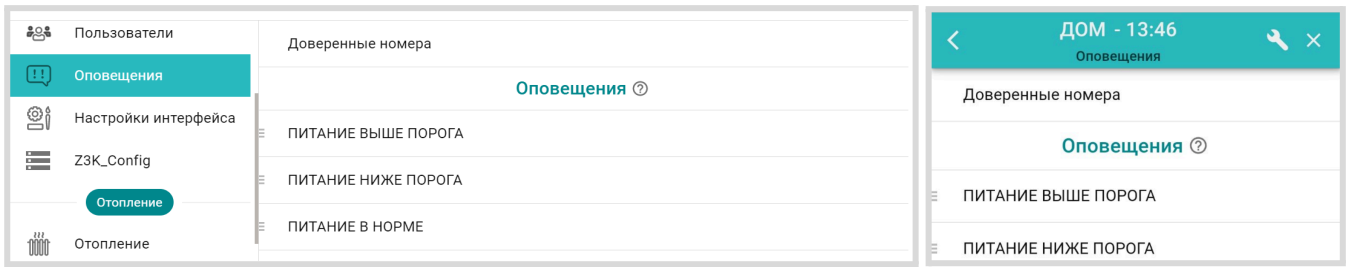 Пользователи
Оповещения
Настройки интерфейса
Z3K_Config
Отопление
Отопление
Доверенные номера
Оповещения
ПИТАНИЕ ВЫШЕ ПОРОГА
ПИТАНИЕ НИЖЕ ПОРОГА
ПИТАНИЕ В НОРМЕ
ДОМ - 13:46
Оповещения
Доверенные номера
Оповещения
ПИТАНИЕ ВЫШЕ ПОРОГА
ПИТАНИЕ НИЖЕ ПОРОГА